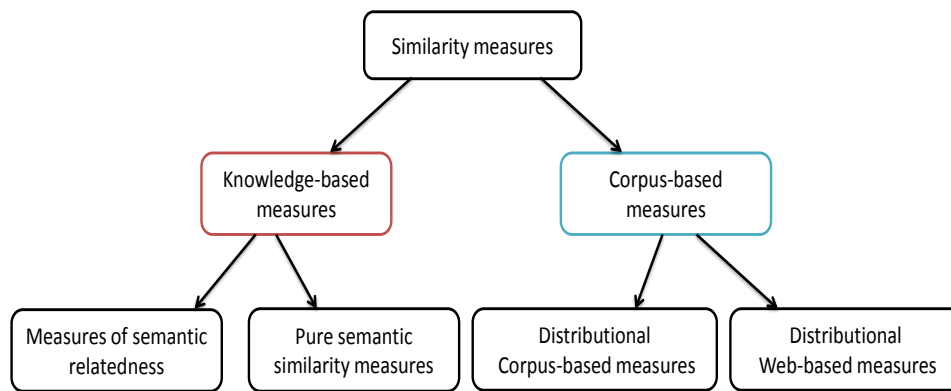 Similarity measures
Knowledge-based
measures
Corpus-based
measures
Measures of semantic
relatedness
Pure semantic
similarity measures
Distributional
Corpus-based measures
Distributional
Web-based measures